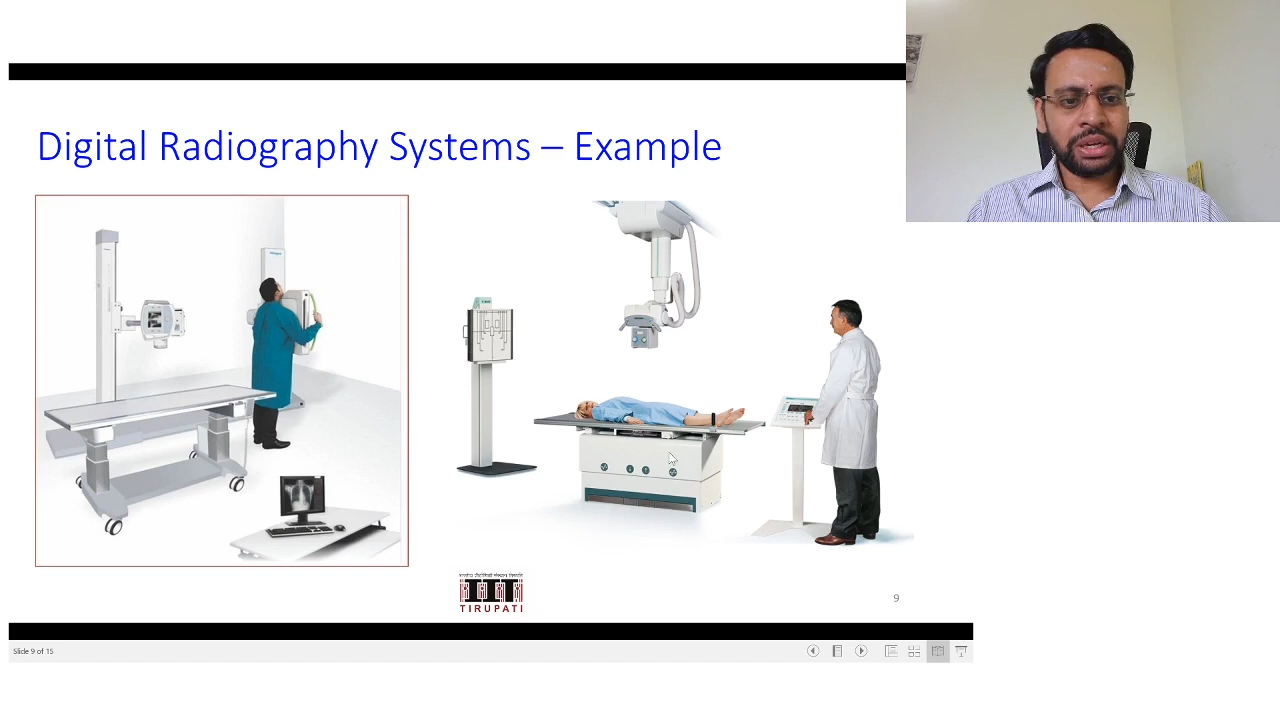 Digital Radiography Systems – Example
TIRUPATI
9
Slide 9 of 15